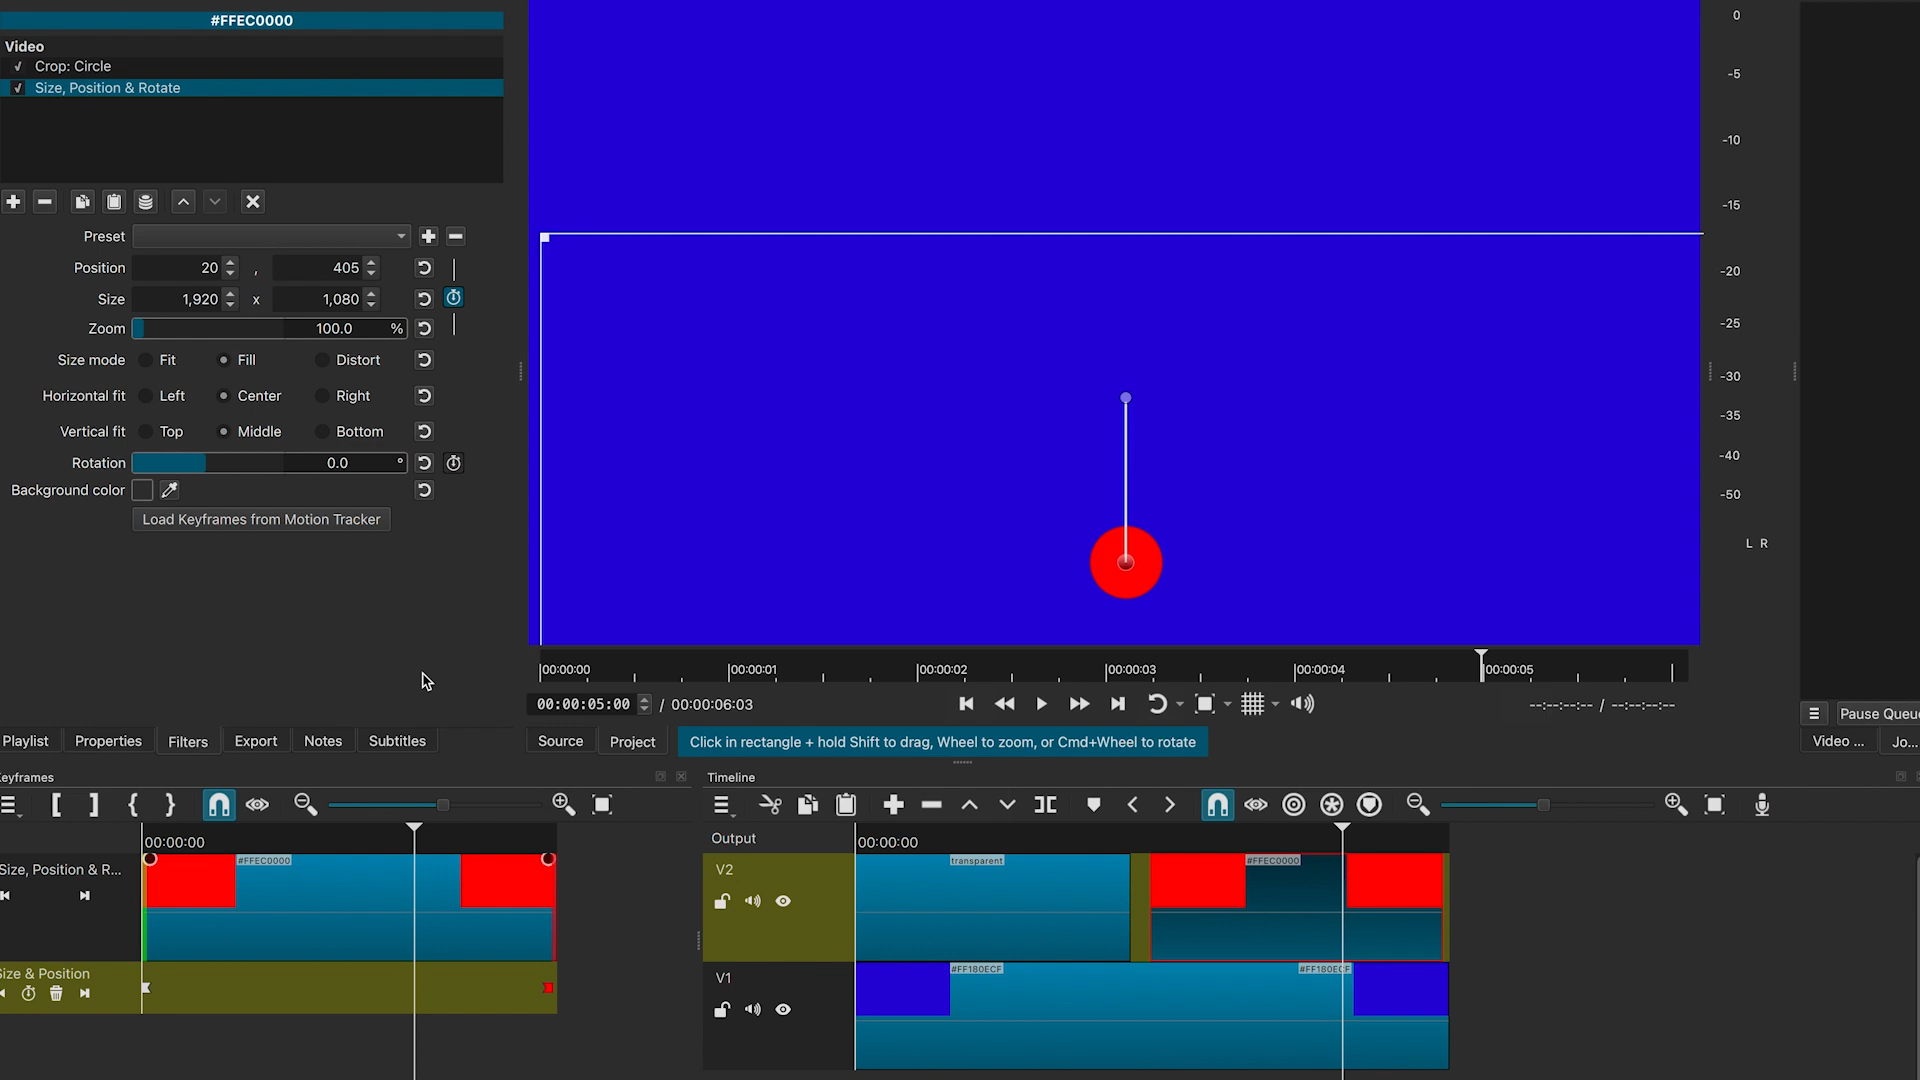 #FFEC0000
Video
Crop: Circle
Size, Position & Rotate
Preset
Position 20 , 405
Size 1,920 x 1,080
Zoom 100.0 %
Size mode Fit Fill Distort
Horizontal fit Left Center Right
Vertical fit Top Middle Bottom
Rotation 0.0 °
Background color
Load Keyframes from Motion Tracker
0
-5
-10
-15
-20
-25
-30
-35
-40
-50
L R
00:00:00 00:00:01 00:00:02 00:00:03 00:00:04 00:00:05
00:00:05:00 / 00:00:06:03
--:--:--:-- / --:--:--:--
Pause Queu
Playlist Properties Filters Export Notes Subtitles
Source Project Click in rectangle + hold Shift to drag, Wheel to zoom, or Cmd+Wheel to rotate
Video ... Jo...
eyframes
00:00:00
Size, Position & R...
#FFEC0000
ize & Position
Timeline
Output 00:00:00
V2
transparent
#FFEC0000
V1
#FF180ECF
#FF180ECF